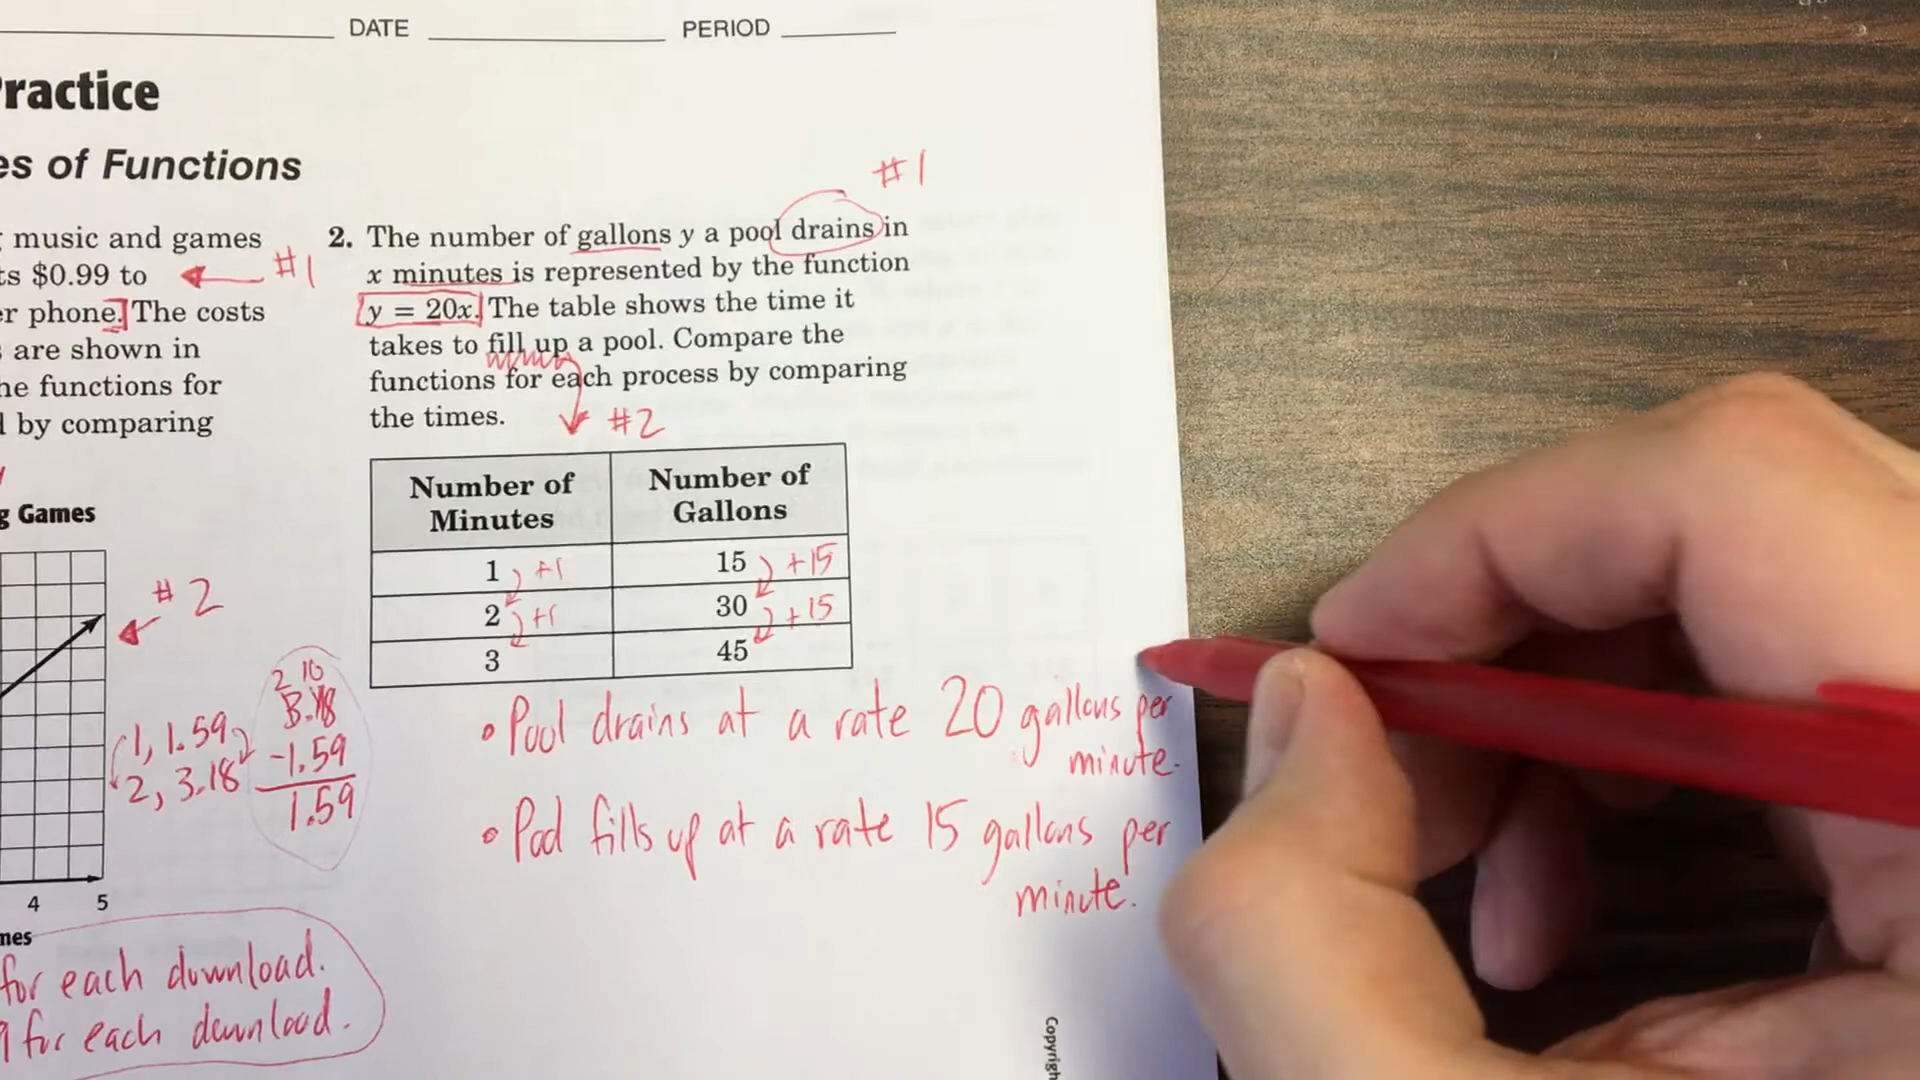 DATE PERIOD
ractice
es of Functions
#1
music and games
ts $0.99 to
#1
er phone. The costs
are shown in
he functions for
by comparing
g Games
#2
1, 1.59
2, 3.18
2 10
3.18
-1.59
1.59
4 5
mes
for each download.
for each download.
2. The number of gallons y a pool drains in
x minutes is represented by the function
y = 20x. The table shows the time it
takes to fill up a pool. Compare the
functions for each process by comparing
the times.
#2
Number of Minutes Number of Gallons
1 +1 15 +15
2 +1 30 +15
3 45
• Pool drains at a rate 20 gallons per
minute.
• Pool fills up at a rate 15 gallons per
minute.
Copyrigh